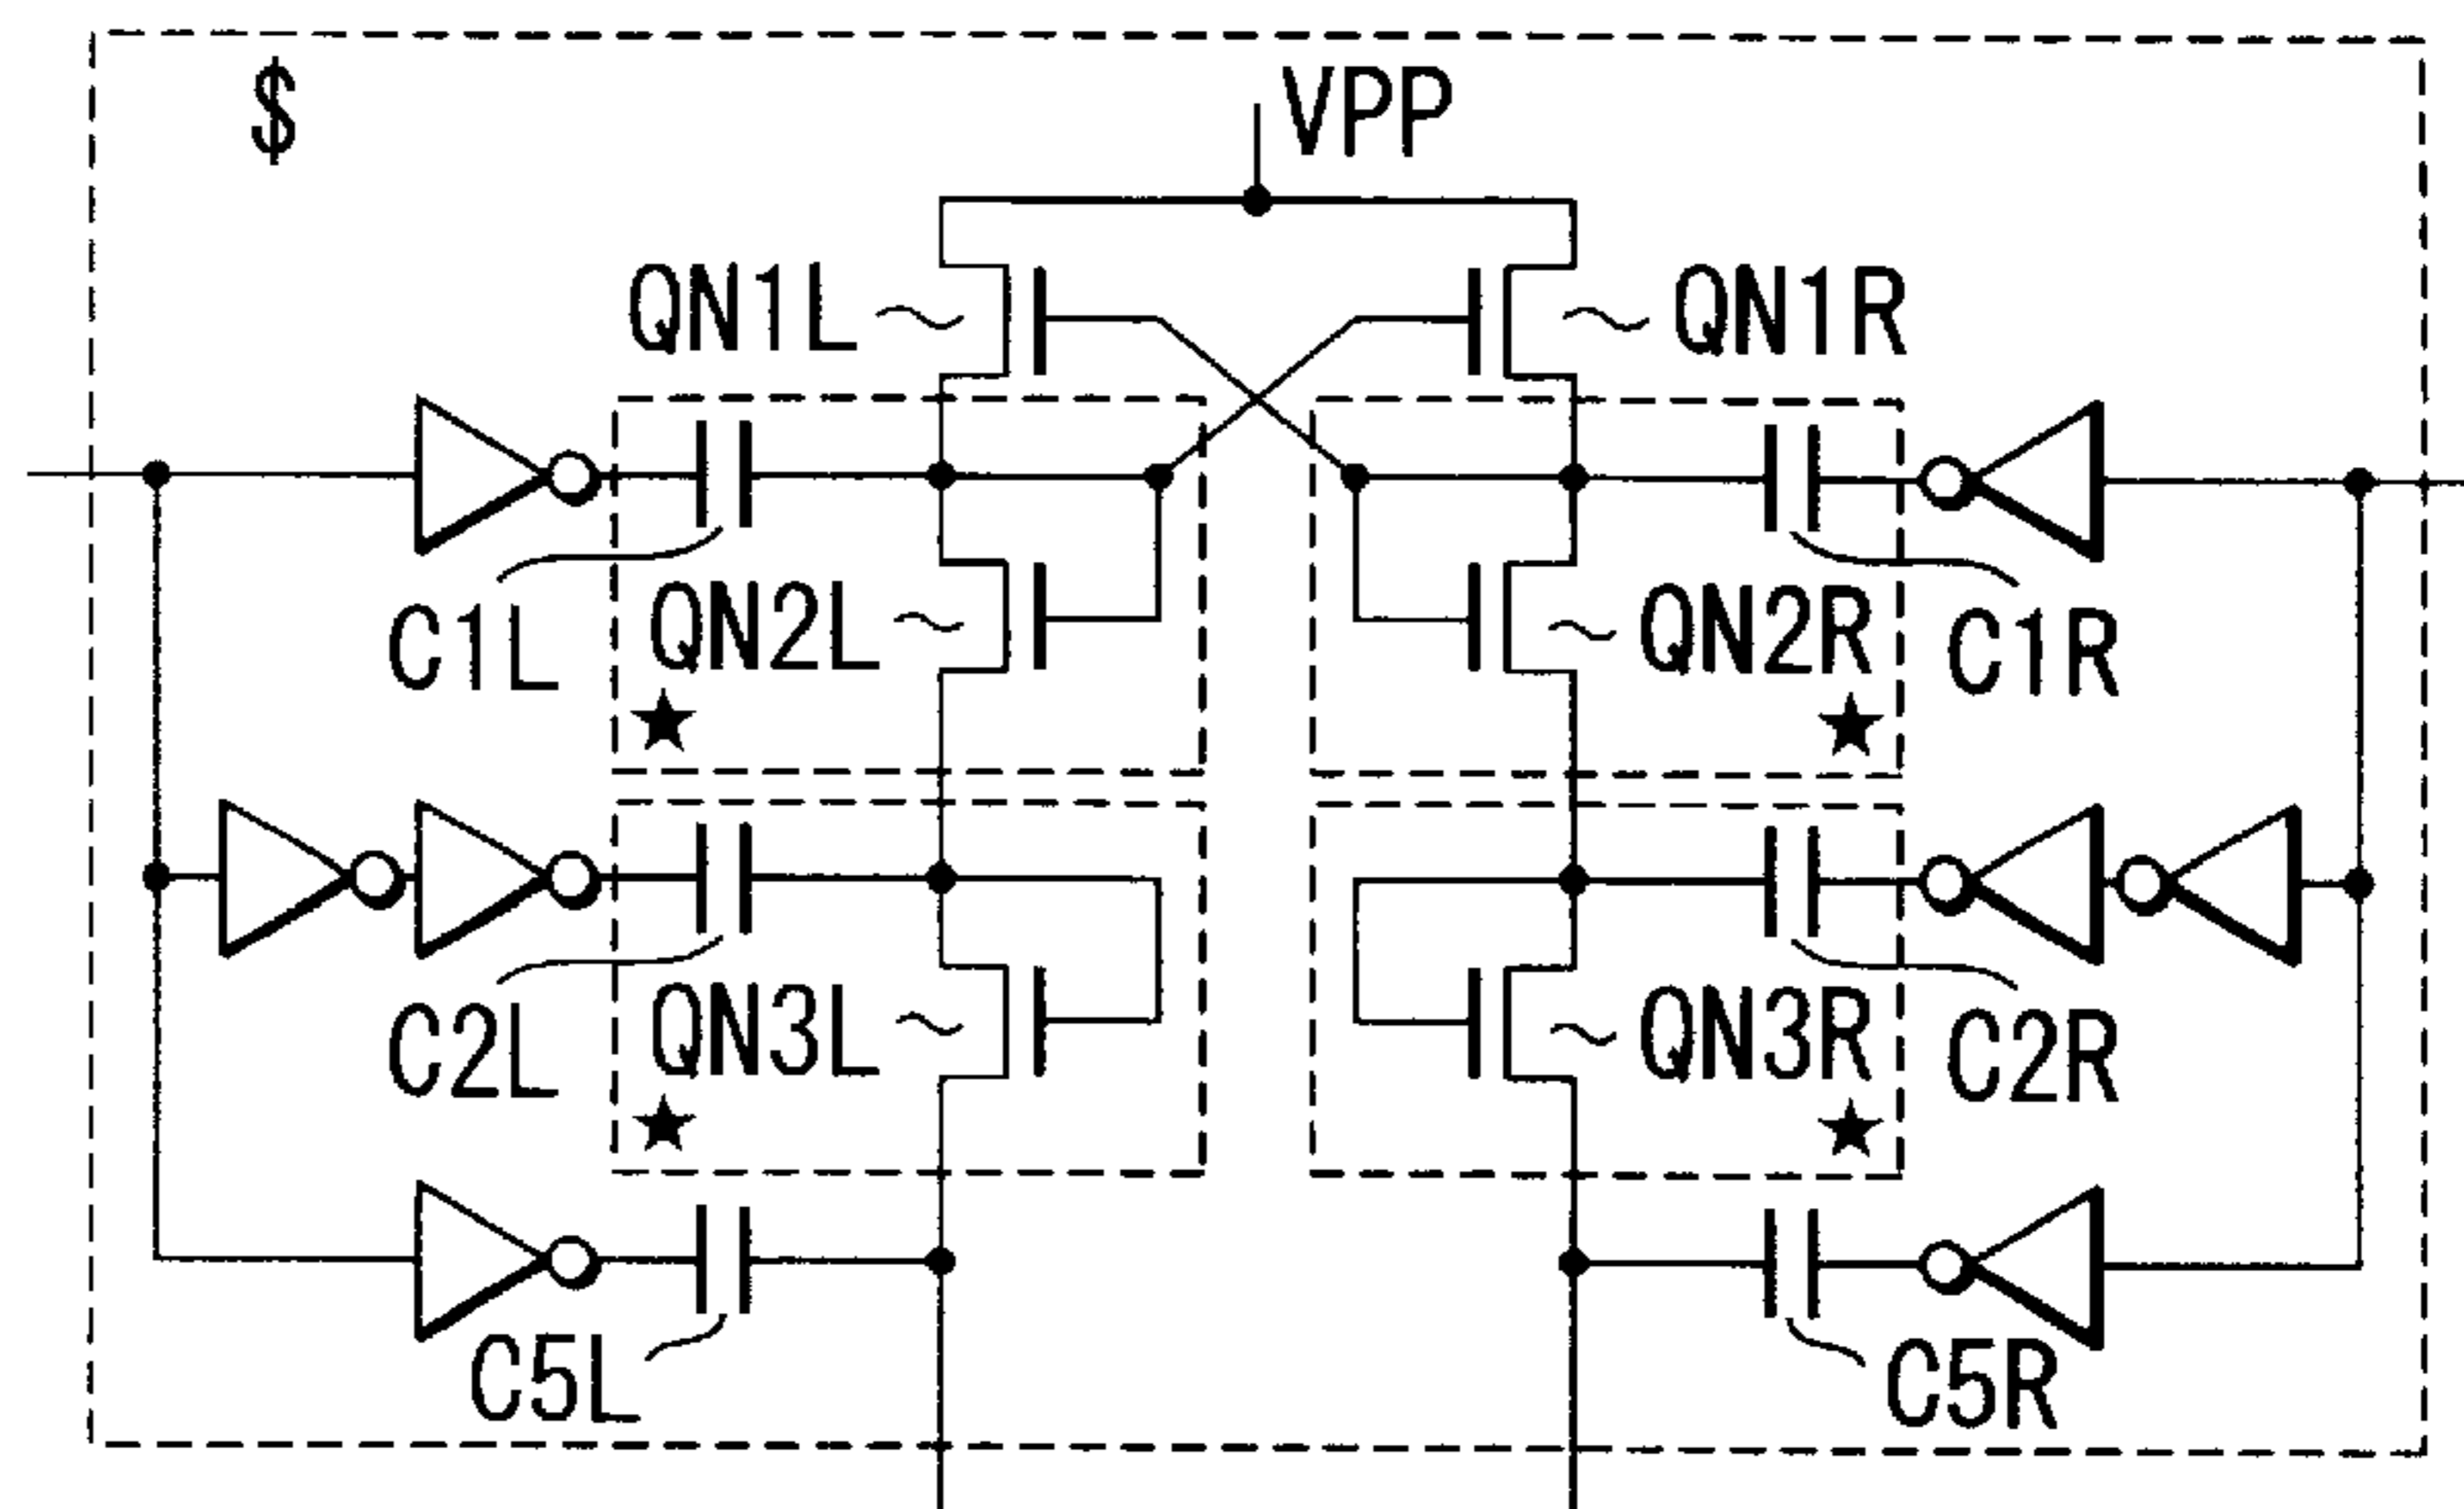 $
VPP
QN1L
QN1R
C1L
QN2L
QN2R
C1R
★
★
C2L
QN3L
QN3R
C2R
★
★
C5L
C5R